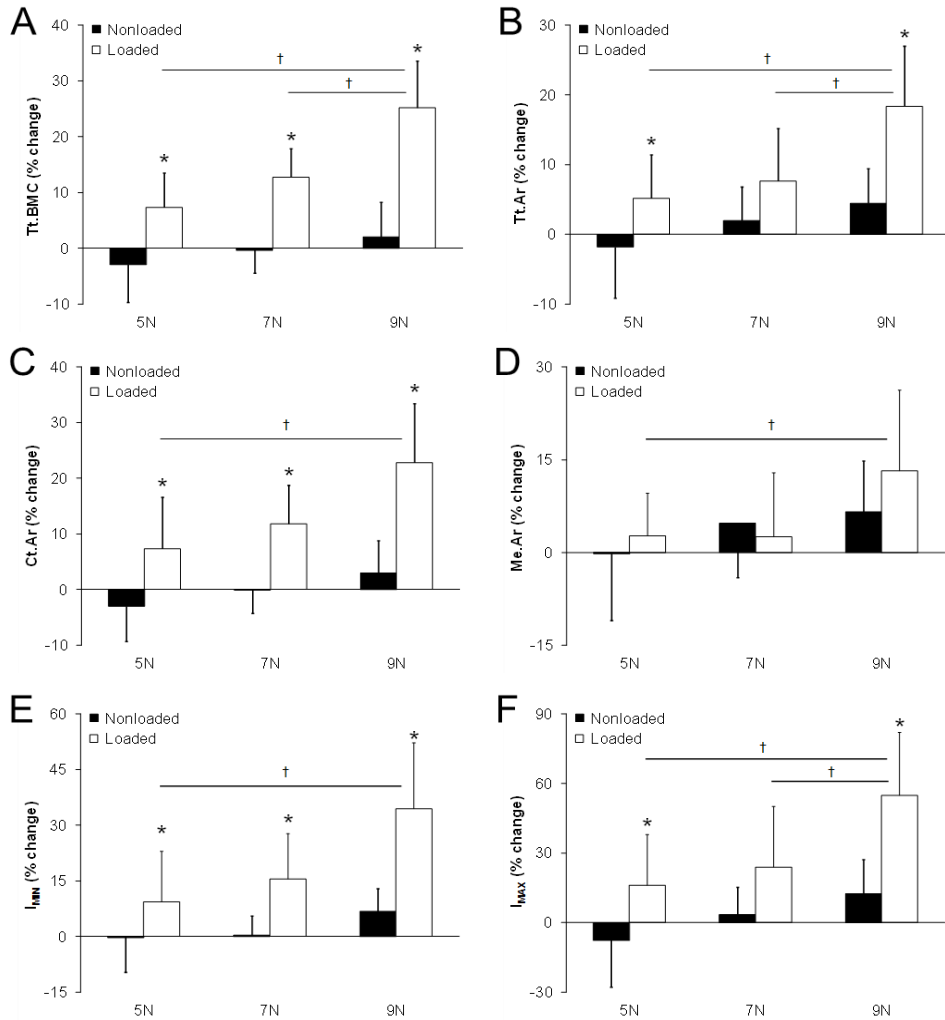 A
Nonloaded
Loaded
Tt.BMC (% change)
40
30
20
10
0
-10
*
*
*
†
†
5N 7N 9N
B
Nonloaded
Loaded
Tt.Ar (% change)
30
20
10
0
-10
*
*
†
†
5N 7N 9N
C
Nonloaded
Loaded
Ct.Ar (% change)
40
30
20
10
0
-10
*
*
*
†
5N 7N 9N
D
Nonloaded
Loaded
Me.Ar (% change)
30
15
0
-15
†
5N 7N 9N
E
Nonloaded
Loaded
IMIN (% change)
60
45
30
15
0
-15
*
*
*
†
5N 7N 9N
F
Nonloaded
Loaded
IMAX (% change)
90
60
30
0
-30
*
*
†
†
5N 7N 9N